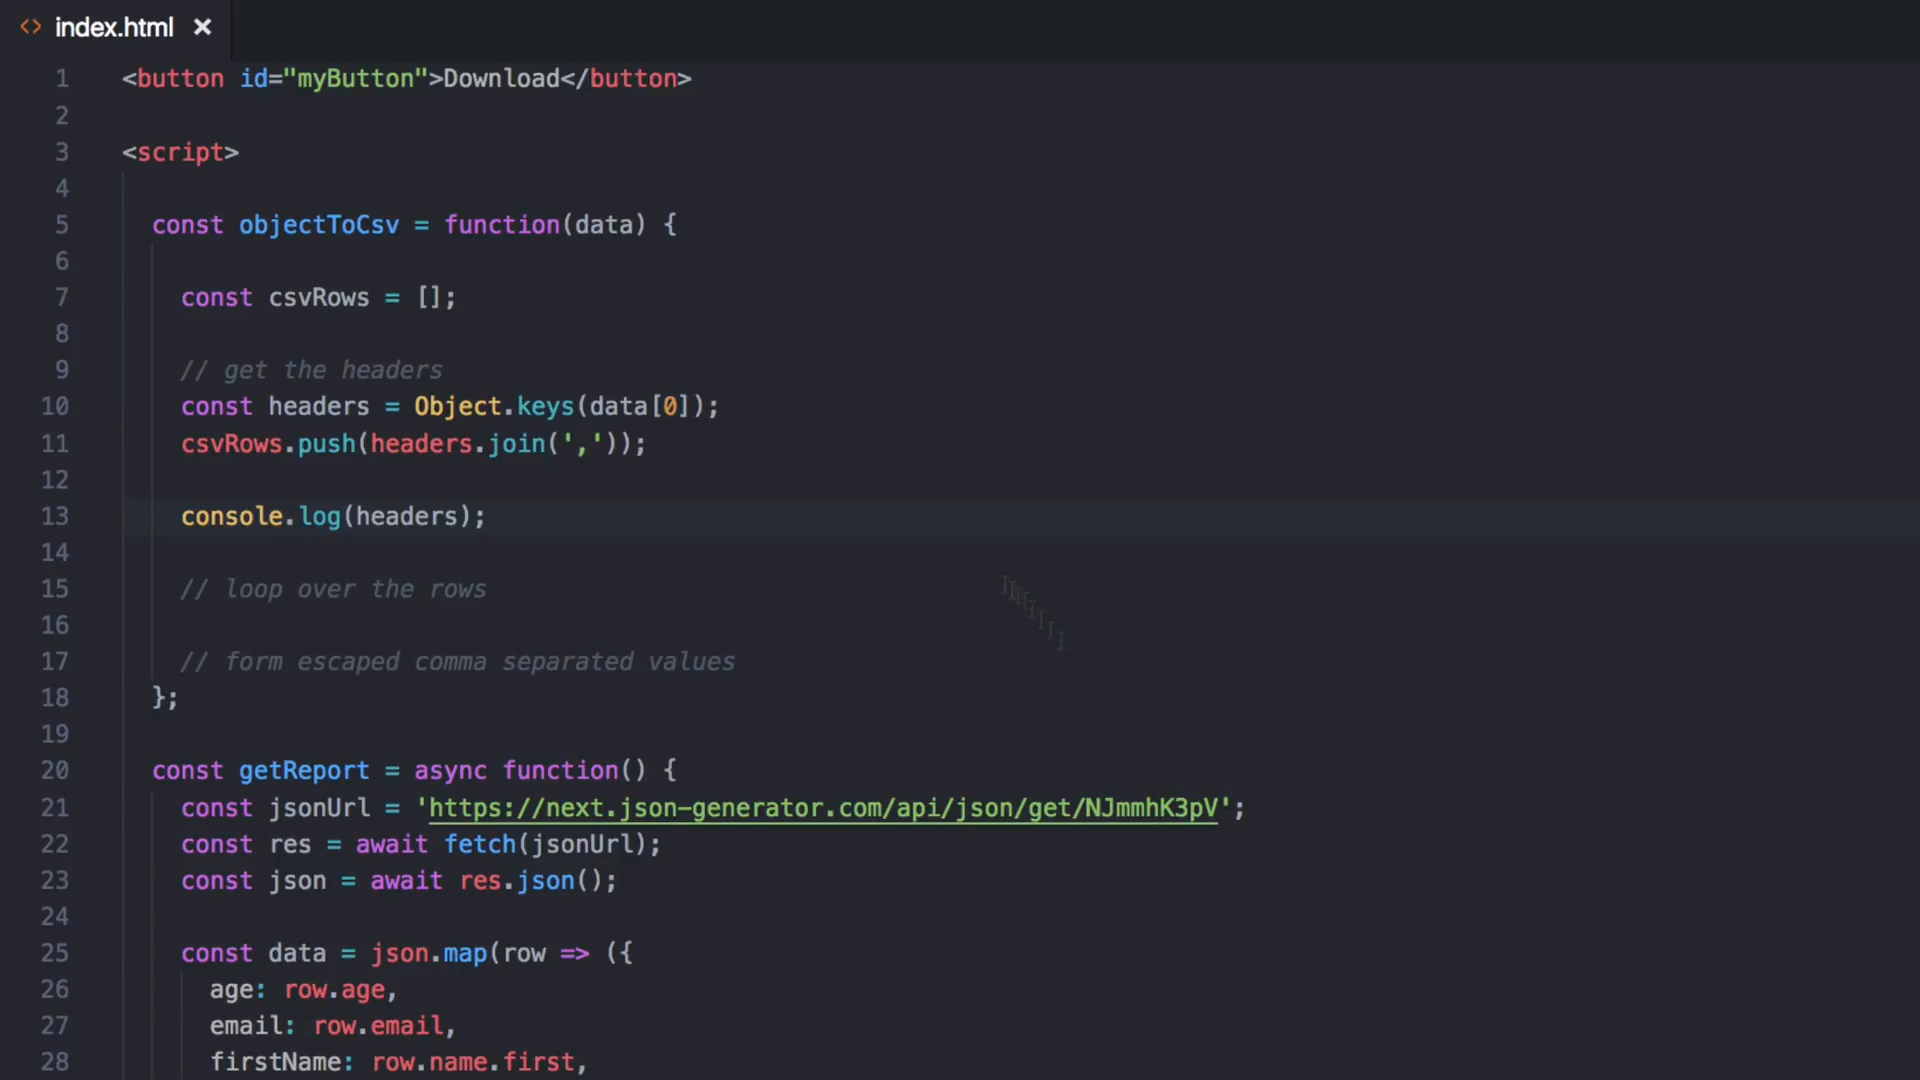 <> index.html ×
1 <button id="myButton">Download</button>
2
3 <script>
4
5 const objectToCsv = function(data) {
6
7 const csvRows = [];
8
9 // get the headers
10 const headers = Object.keys(data[0]);
11 csvRows.push(headers.join(','));
12
13 console.log(headers);
14
15 // loop over the rows
16
17 // form escaped comma separated values
18 };
19
20 const getReport = async function() {
21 const jsonUrl = 'https://next.json-generator.com/api/json/get/NJmmhK3pV';
22 const res = await fetch(jsonUrl);
23 const json = await res.json();
24
25 const data = json.map(row => ({
26 age: row.age,
27 email: row.email,
28 firstName: row.name.first,